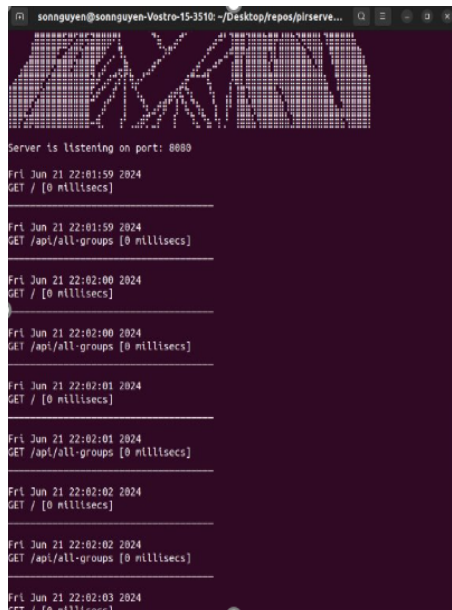 sonnguyen@sonnguyen-Vostro-15-3510: ~/Desktop/repos/pirserve...
Server is listening on port: 8080
Fri Jun 21 22:01:59 2024
GET / [0 millisecs]
Fri Jun 21 22:01:59 2024
GET /api/all-groups [0 millisecs]
Fri Jun 21 22:02:00 2024
GET / [0 millisecs]
Fri Jun 21 22:02:00 2024
GET /api/all-groups [0 millisecs]
Fri Jun 21 22:02:01 2024
GET / [0 millisecs]
Fri Jun 21 22:02:01 2024
GET /api/all-groups [0 millisecs]
Fri Jun 21 22:02:02 2024
GET / [0 millisecs]
Fri Jun 21 22:02:02 2024
GET /api/all-groups [0 millisecs]
Fri Jun 21 22:02:03 2024
GET / [0 millisecs]